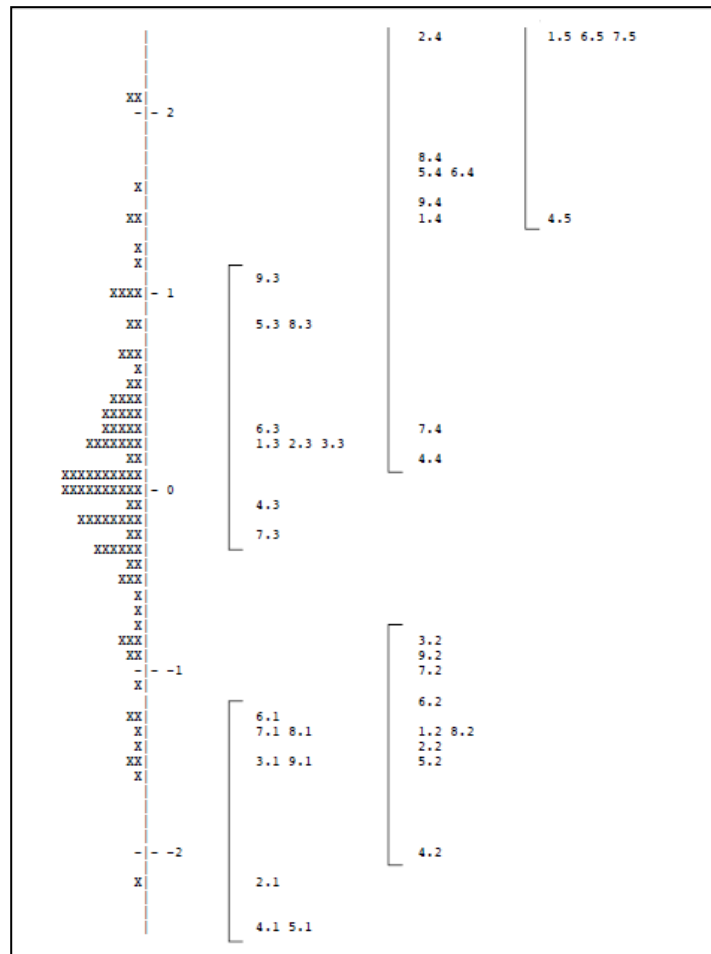 2.4 1.5 6.5 7.5
XX|
-|- 2
8.4
5.4 6.4
X|
9.4
XX| 1.4 4.5
X|
X|
9.3
XXXX|- 1
XX| 5.3 8.3
XXX|
X|
XX|
XXXX|
XXXXX|
XXXXX| 6.3 7.4
XXXXXXX| 1.3 2.3 3.3
XX| 4.4
XXXXXXXXXX|
XXXXXXXXXX|- 0
XX| 4.3
XXXXXXXX|
XX| 7.3
XXXXXX|
XX|
XXX|
X|
X|
X|
XXX| 3.2
XX| 9.2
-|- -1 7.2
X|
6.2
XX| 6.1
X| 7.1 8.1 1.2 8.2
X| 2.2
XX| 3.1 9.1 5.2
X|
-|- -2 4.2
X| 2.1
4.1 5.1